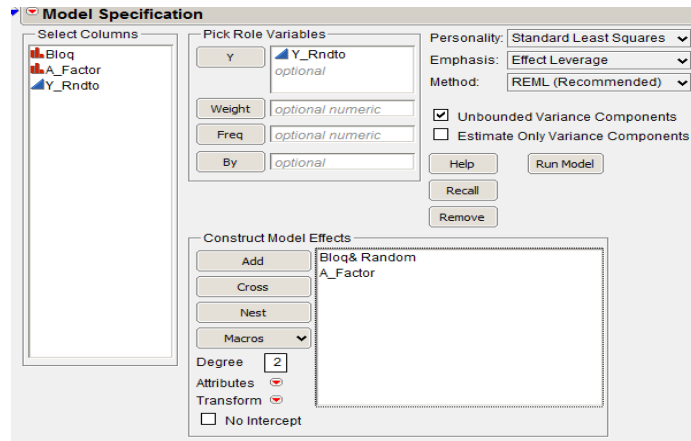 Model Specification
Select Columns
Bloq
A_Factor
Y_Rndto
Pick Role Variables
Y
Y_Rndto
optional
Weight
optional numeric
Freq
optional numeric
By
optional
Personality: Standard Least Squares
Emphasis: Effect Leverage
Method: REML (Recommended)
Unbounded Variance Components
Estimate Only Variance Components
Help
Run Model
Recall
Remove
Construct Model Effects
Add
Cross
Nest
Macros
Degree 2
Attributes
Transform
No Intercept
Bloq& Random
A_Factor